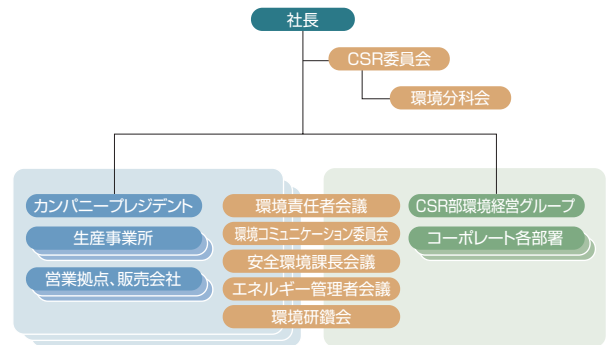 社長
CSR委員会
環境分科会
カンパニープレジデント
生産事業所
営業拠点、販売会社
環境責任者会議
環境コミュニケーション委員会
安全環境課長会議
エネルギー管理者会議
環境研鑽会
CSR部環境経営グループ
コーポレート各部署